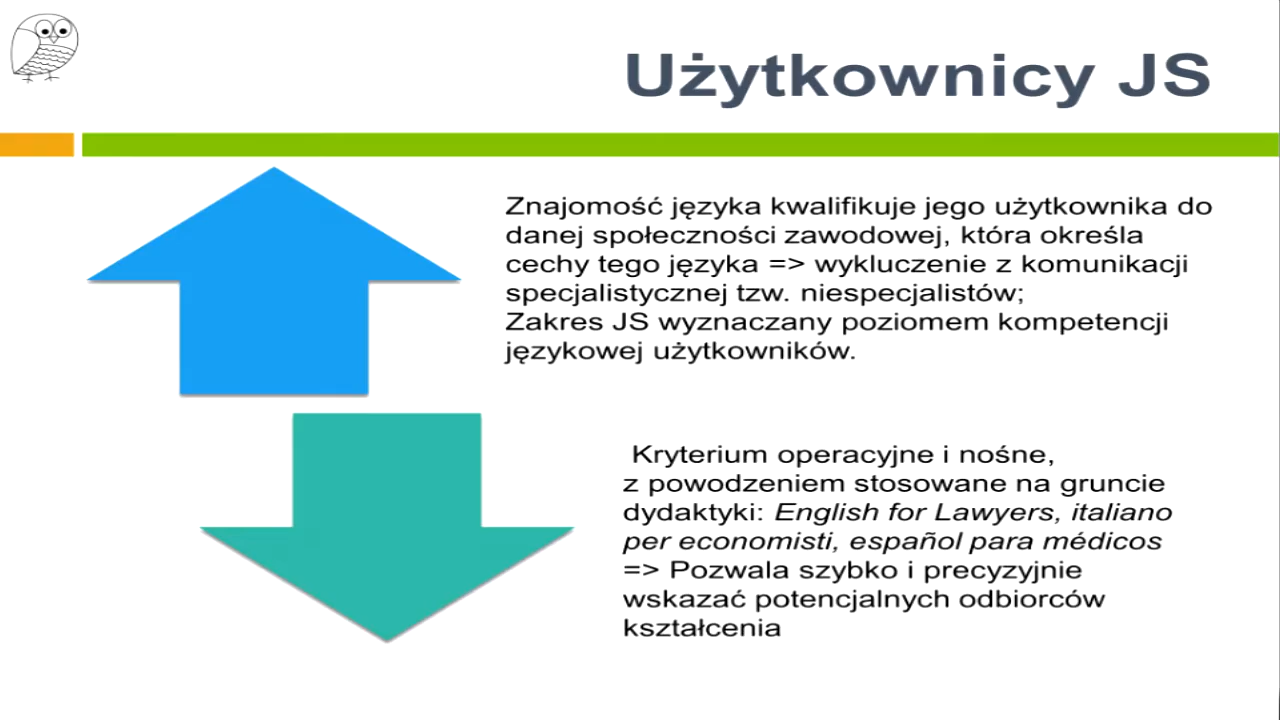 Użytkownicy JS
Znajomość języka kwalifikuje jego użytkownika do
danej społeczności zawodowej, która określa
cechy tego języka => wykluczenie z komunikacji
specjalistycznej tzw. niespecjalistów;
Zakres JS wyznaczany poziomem kompetencji
językowej użytkowników.
Kryterium operacyjne i nośne,
z powodzeniem stosowane na gruncie
dydaktyki: English for Lawyers, italiano
per economisti, español para médicos
=> Pozwala szybko i precyzyjnie
wskazać potencjalnych odbiorców
kształcenia